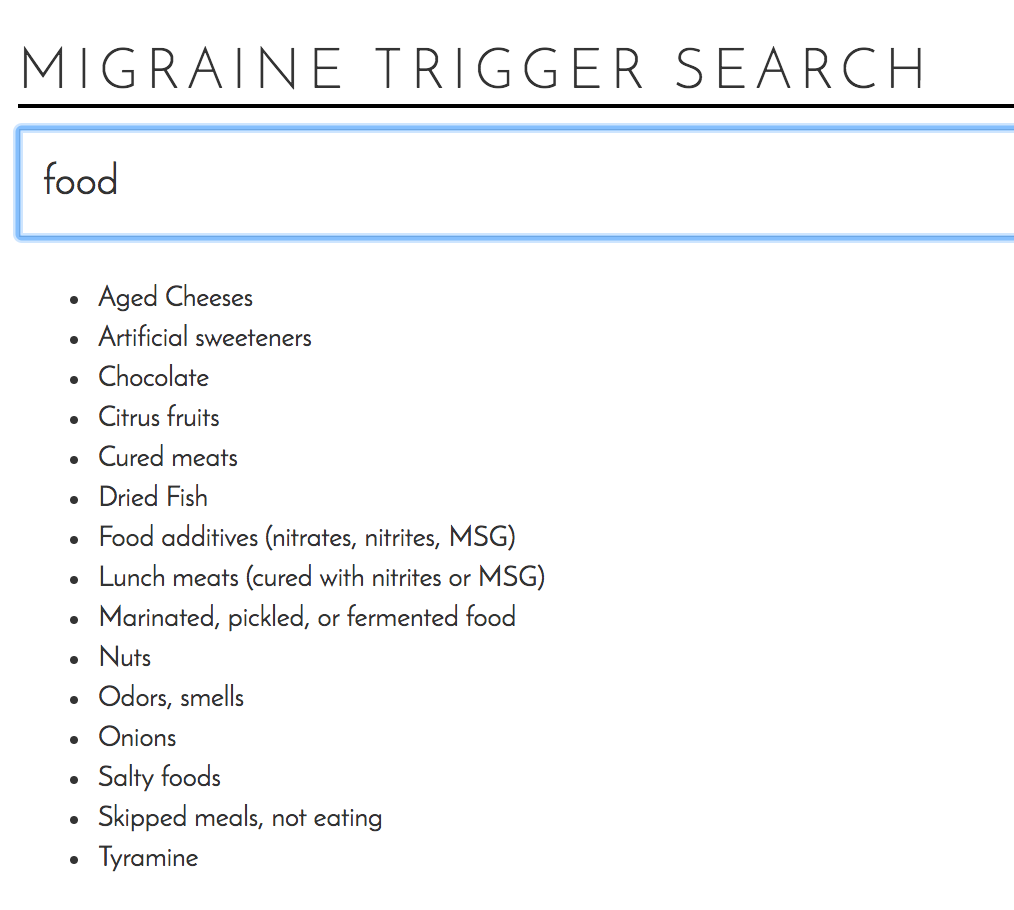 MIGRAINE TRIGGER SEARCH
food
Aged Cheeses
Artificial sweeteners
Chocolate
Citrus fruits
Cured meats
Dried Fish
Food additives (nitrates, nitrites, MSG)
Lunch meats (cured with nitrites or MSG)
Marinated, pickled, or fermented food
Nuts
Odors, smells
Onions
Salty foods
Skipped meals, not eating
Tyramine